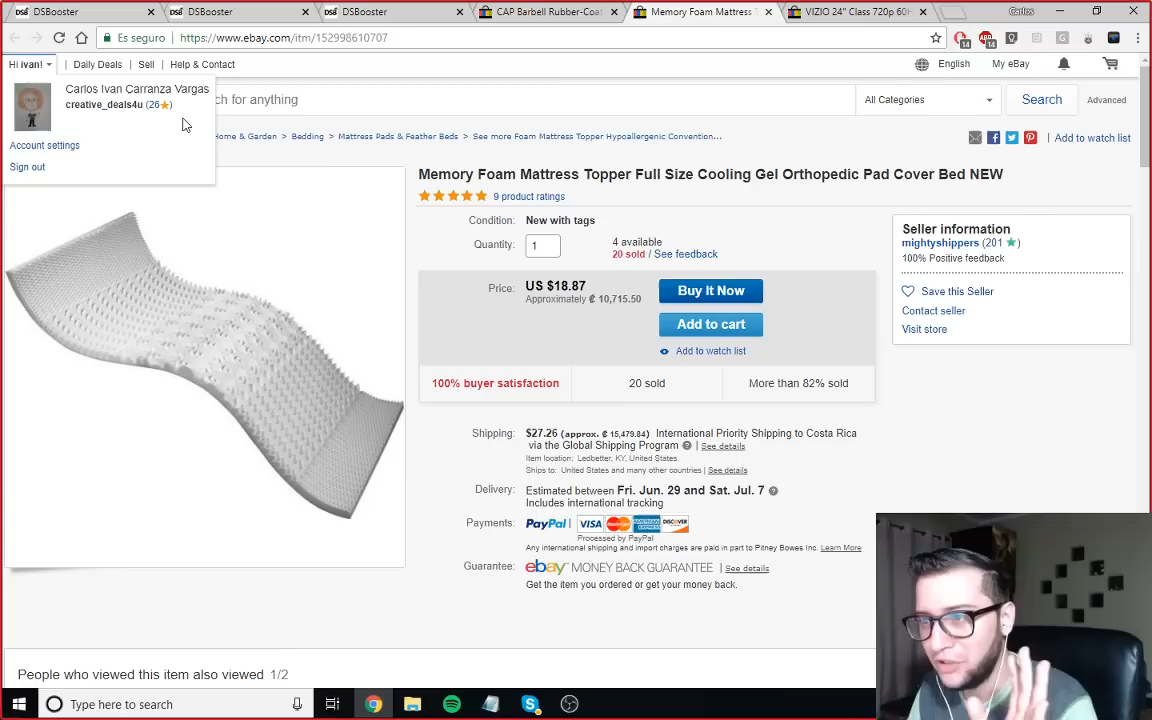 DSBooster
DSBooster
DSBooster
CAP Barbell Rubber-Coa
Memory Foam Mattress T
VIZIO 24" Class 720p 60H
Carlos
Es seguro
https://www.ebay.com/itm/152998610707
14
14
Hi ivan!
Daily Deals
Sell
Help & Contact
English
My eBay
Carlos Ivan Carranza Vargas
creative_deals4u (26)
Account settings
Sign out
ch for anything
All Categories
Search
Advanced
Home & Garden
Bedding
Mattress Pads & Feather Beds
See more Foam Mattress Topper Hypoallergenic Convention...
Add to watch list
Memory Foam Mattress Topper Full Size Cooling Gel Orthopedic Pad Cover Bed NEW
9 product ratings
Condition: New with tags
Quantity: 1
4 available
20 sold / See feedback
Price: US $18.87
Approximately ₡ 10,715.50
Buy It Now
Add to cart
Add to watch list
100% buyer satisfaction
20 sold
More than 82% sold
Seller information
mightyshippers (201)
100% Positive feedback
Save this Seller
Contact seller
Visit store
Shipping: $27.26 (approx. ₡ 15,479.84) International Priority Shipping to Costa Rica
via the Global Shipping Program | See details
Item location: Ledbetter, KY, United States
Ships to: United States and many other countries | See details
Delivery: Estimated between Fri. Jun. 29 and Sat. Jul. 7
Includes international tracking
Payments: PayPal VISA MasterCard AMERICAN EXPRESS DISCOVER
Processed by PayPal
Any international shipping and import charges are paid in part to Pitney Bowes Inc. Learn More
Guarantee: ebay MONEY BACK GUARANTEE | See details
Get the item you ordered or get your money back.
People who viewed this item also viewed 1/2
Type here to search